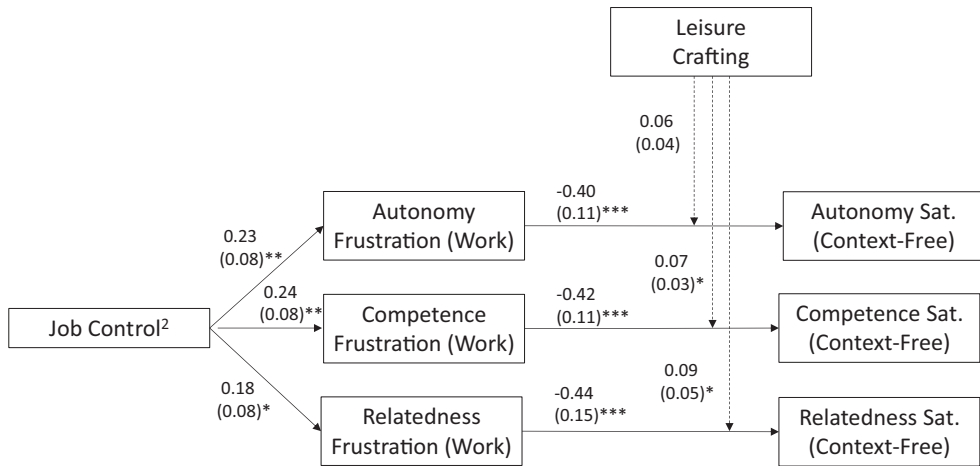 Leisure
Crafting
0.06
(0.04)
-0.40
(0.11)***
Autonomy
Frustration (Work)
Autonomy Sat.
(Context-Free)
0.23
(0.08)**
0.07
(0.03)*
0.24
(0.08)**
-0.42
(0.11)***
Job Control²
Competence
Frustration (Work)
Competence Sat.
(Context-Free)
0.09
(0.05)*
0.18
(0.08)*
-0.44
(0.15)***
Relatedness
Frustration (Work)
Relatedness Sat.
(Context-Free)